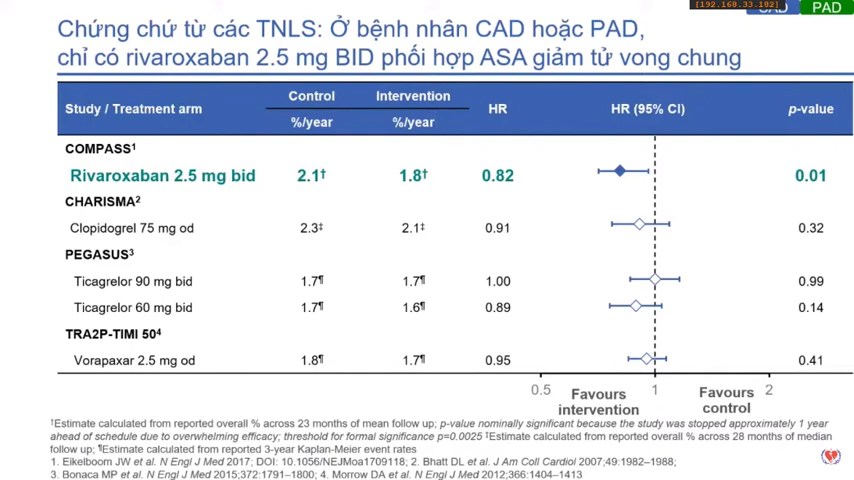 [192.168.33.182]
CAD PAD
Chứng chứ từ các TNLS: Ở bệnh nhân CAD hoặc PAD,
chỉ có rivaroxaban 2.5 mg BID phối hợp ASA giảm tử vong chung
Study / Treatment arm Control Intervention HR HR (95% CI) p-value
%/year %/year
COMPASS¹
Rivaroxaban 2.5 mg bid 2.1† 1.8† 0.82 0.01
CHARISMA²
Clopidogrel 75 mg od 2.3‡ 2.1‡ 0.91 0.32
PEGASUS³
Ticagrelor 90 mg bid 1.7¶ 1.7¶ 1.00 0.99
Ticagrelor 60 mg bid 1.7¶ 1.6¶ 0.89 0.14
TRA2P-TIMI 50⁴
Vorapaxar 2.5 mg od 1.8¶ 1.7¶ 0.95 0.41
0.5 1 2
Favours intervention Favours control
†Estimate calculated from reported overall % across 23 months of mean follow up; p-value nominally significant because the study was stopped approximately 1 year
ahead of schedule due to overwhelming efficacy; threshold for formal significance p=0.0025 ‡Estimate calculated from reported overall % across 28 months of median
follow up; ¶Estimate calculated from reported 3-year Kaplan-Meier event rates
1. Eikelboom JW et al. N Engl J Med 2017; DOI: 10.1056/NEJMoa1709118, 2. Bhatt DL et al. J Am Coll Cardiol 2007;49:1982–1988;
3. Bonaca MP et al. N Engl J Med 2015;372:1791–1800; 4. Morrow DA et al. N Engl J Med 2012;366:1404–1413